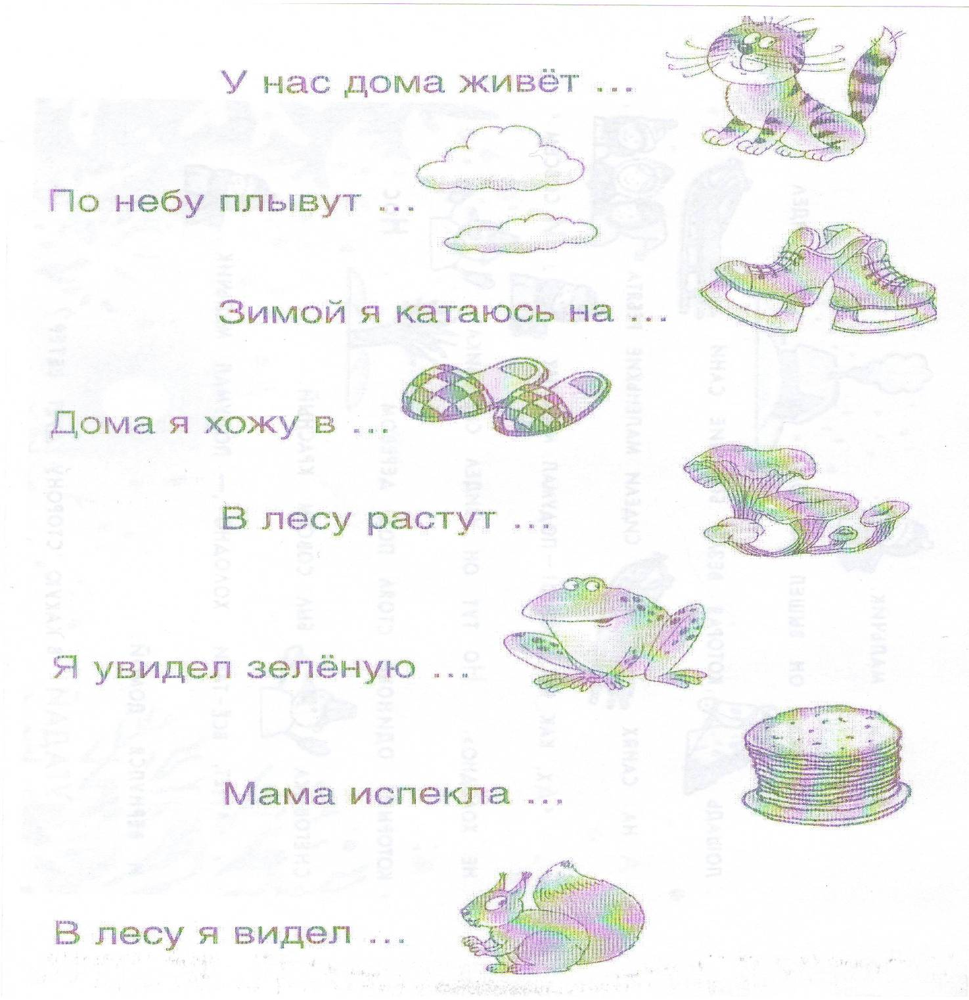 У нас дома живёт ...
По небу плывут ...
Зимой я катаюсь на ...
Дома я хожу в ...
В лесу растут ...
Я увидел зелёную ...
Мама испекла ...
В лесу я видел ...